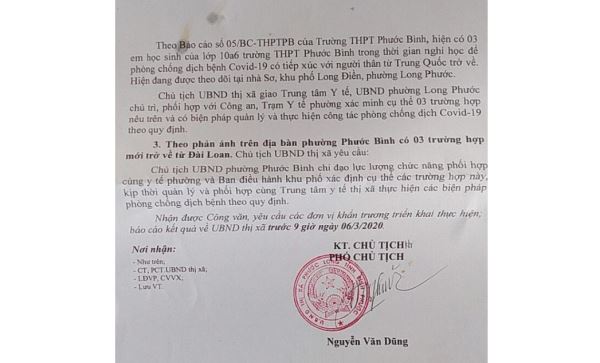 Theo Báo cáo số 05/BC-THPTPB của Trường THPT Phước Bình, hiện có 03
em học sinh của lớp 10a6 trường THPT Phước Bình trong thời gian nghỉ học để
phòng chống dịch bệnh Covid-19 có tiếp xúc với người thân từ Trung Quốc trở về.
Hiện đang được theo dõi tại nhà Sơ, khu phố Long Điền, phường Long Phước.
Chủ tịch UBND thị xã giao Trung tâm Y tế, UBND phường Long Phước
chủ trì, phối hợp với Công an, Trạm Y tế phường xác minh cụ thể 03 trường hợp
nêu trên và có biện pháp quản lý và thực hiện công tác phòng chống dịch Covid-19
theo quy định.
3. Theo phản ánh trên địa bàn phường Phước Bình có 03 trường hợp
mới trở về từ Đài Loan. Chủ tịch UBND thị xã yêu cầu:
Chủ tịch UBND phường Phước Bình chỉ đạo lực lượng chức năng phối hợp
cùng y tế phường và Ban điều hành khu phố xác định cụ thể các trường hợp này,
kịp thời quản lý và phối hợp cùng Trung tâm y tế thị xã thực hiện các biện pháp
phòng chống dịch bệnh theo quy định.
Nhận được Công văn, yêu cầu các đơn vị khẩn trương triển khai thực hiện;
báo cáo kết quả về UBND thị xã trước 9 giờ ngày 06/3/2020.
Nơi nhận:
- Như trên;
- CT, PCT.UBND thị xã;
- LĐVP, CVVX;
- Lưu VT.
KT. CHỦ TỊCH
PHÓ CHỦ TỊCH
Nguyễn Văn Dũng